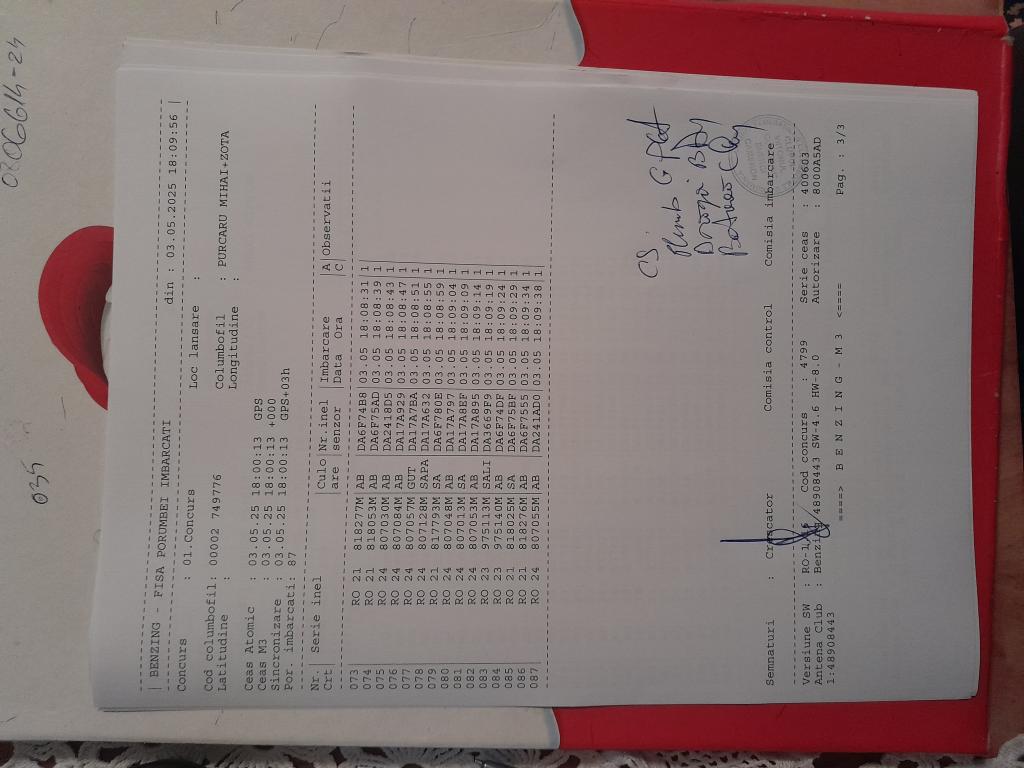 0306614-24
035
| BENZING - FISA PORUMBEI IMBARCATI din : 03.05.2025 18:09:56 |
Concurs : 01.Concurs Loc lansare :
Cod columbofil: 00002 749776 Columbofil : PURCARU MIHAI+ZOTA
Latitudine : Longitudine :
Ceas Atomic : 03.05.25 18:00:13 GPS
Ceas M3 : 03.05.25 18:00:13 +000
Sincronizare : 03.05.25 18:00:13 GPS+03h
Por. imbarcati: 87
Nr| Serie inel |Culo|Nr.inel |Imbarcare A|Observatii
Crt| |are |senzor |Data Ora C|
073 RO 21 818277M|AB |DA6F74B8|03.05 18:08:31|1|
074 RO 21 818053M|AB |DA6F75AD|03.05 18:08:39|1|
075 RO 24 807030M|AB |DA2418D5|03.05 18:08:43|1|
076 RO 24 807084M|AB |DA17A929|03.05 18:08:47|1|
077 RO 24 807057M|GUT |DA17A7BA|03.05 18:08:51|1|
078 RO 24 807128M|SAPA|DA17A632|03.05 18:08:55|1|
079 RO 21 817793M|SA |DA6F780E|03.05 18:08:59|1|
080 RO 24 807048M|AB |DA17A797|03.05 18:09:04|1|
081 RO 24 807013M|SA |DA17A8EF|03.05 18:09:09|1|
082 RO 24 807053M|AB |DA17A895|03.05 18:09:14|1|
083 RO 23 975113M|SALI|DA3669F9|03.05 18:09:19|1|
084 RO 23 975140M|AB |DA6F74DF|03.05 18:09:24|1|
085 RO 21 818025M|SA |DA6F75BF|03.05 18:09:29|1|
086 RO 21 818276M|AB |DA6F7555|03.05 18:09:34|1|
087 RO 24 807055M|AB |DA241AD0|03.05 18:09:38|1|
CS.
Semnaturi : Crescator Comisia control Comisia imbarcare
Versiune SW : Cod concurs : 4799 Serie ceas : 400603
Antena Club : Benzing 48908443 SW-4.6 HW-8.0 Autorizare : 8000A5AD
1:48908443
====> B E N Z I N G - M 3 <==== Pag. : 3/3